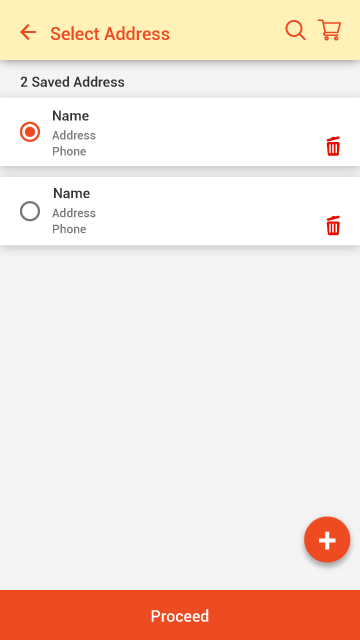 Select Address
2 Saved Address
Name
Address
Phone
Name
Address
Phone
Proceed